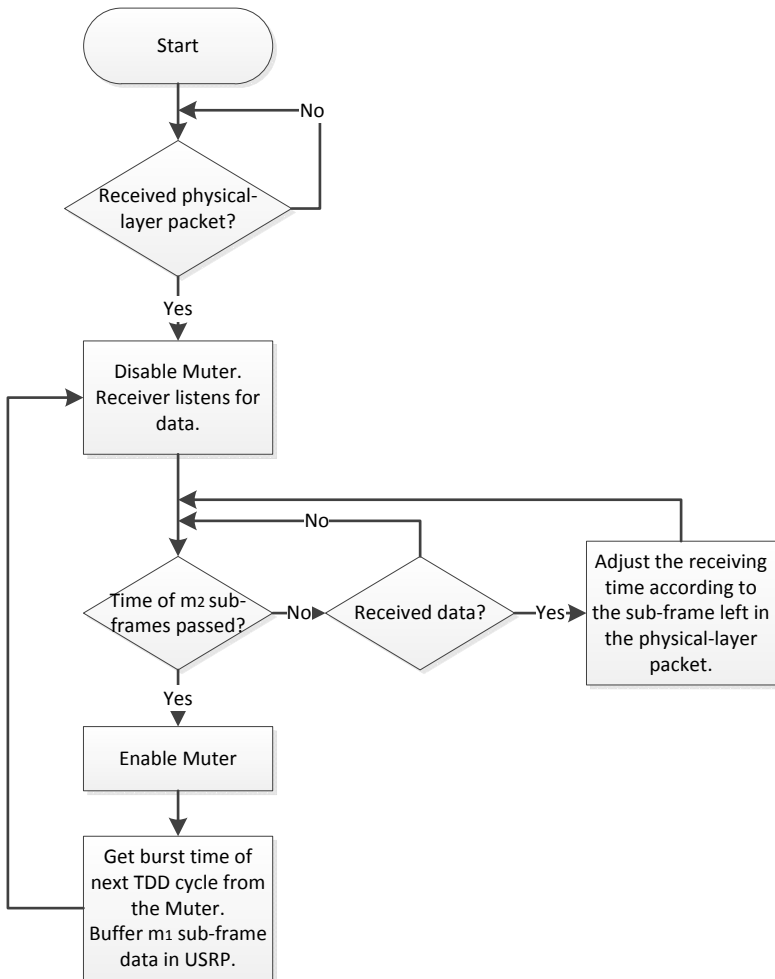 Start
No
Received physical-
layer packet?
Yes
Disable Muter.
Receiver listens for
data.
No
Time of m2 sub-
frames passed?
No
Received data?
Yes
Adjust the receiving
time according to
the sub-frame left in
the physical-layer
packet.
Yes
Enable Muter
Get burst time of
next TDD cycle from
the Muter.
Buffer m1 sub-frame
data in USRP.